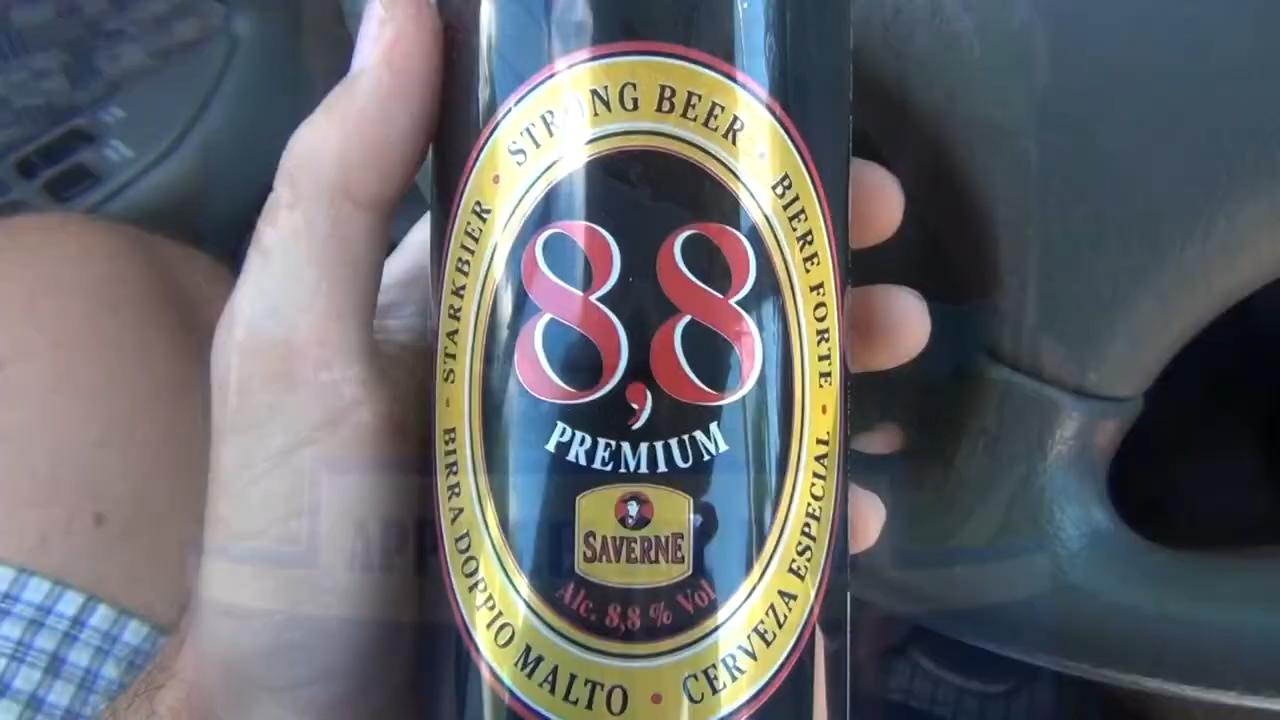 STRONG BEER • BIERE FORTE • CERVEZA ESPECIAL • BIRRA DOPPIO MALTO • STARKBIER •
8,8
PREMIUM
SAVERNE
Alc. 8,8 % Vol